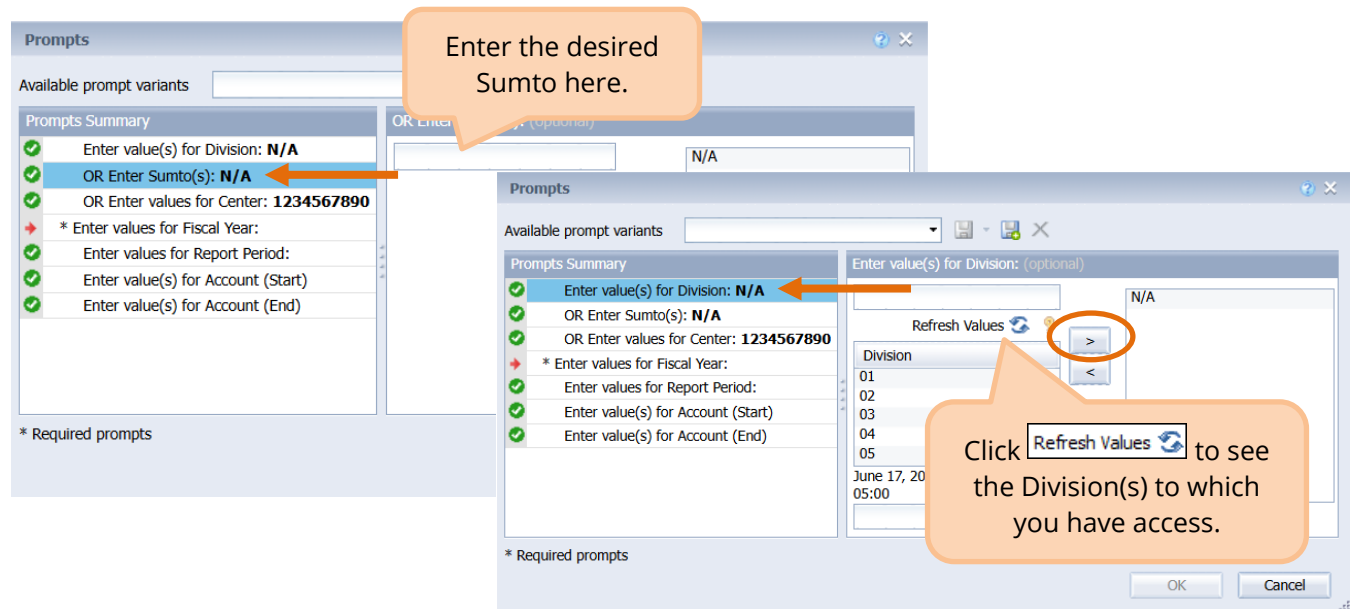 Prompts
Enter the desired
Sumto here.
Available prompt variants
Prompts Summary
OR Enter (optional)
Enter value(s) for Division: N/A
OR Enter Sumto(s): N/A
OR Enter values for Center: 1234567890
* Enter values for Fiscal Year:
Enter values for Report Period:
Enter value(s) for Account (Start)
Enter value(s) for Account (End)
N/A
* Required prompts
Prompts
Available prompt variants
Prompts Summary
Enter value(s) for Division: N/A
OR Enter Sumto(s): N/A
OR Enter values for Center: 1234567890
* Enter values for Fiscal Year:
Enter values for Report Period:
Enter value(s) for Account (Start)
Enter value(s) for Account (End)
Enter value(s) for Division: (optional)
N/A
Refresh Values
>
<
Division
01
02
03
04
05
June 17, 20
05:00
Click Refresh Values to see
the Division(s) to which
you have access.
* Required prompts
OK
Cancel